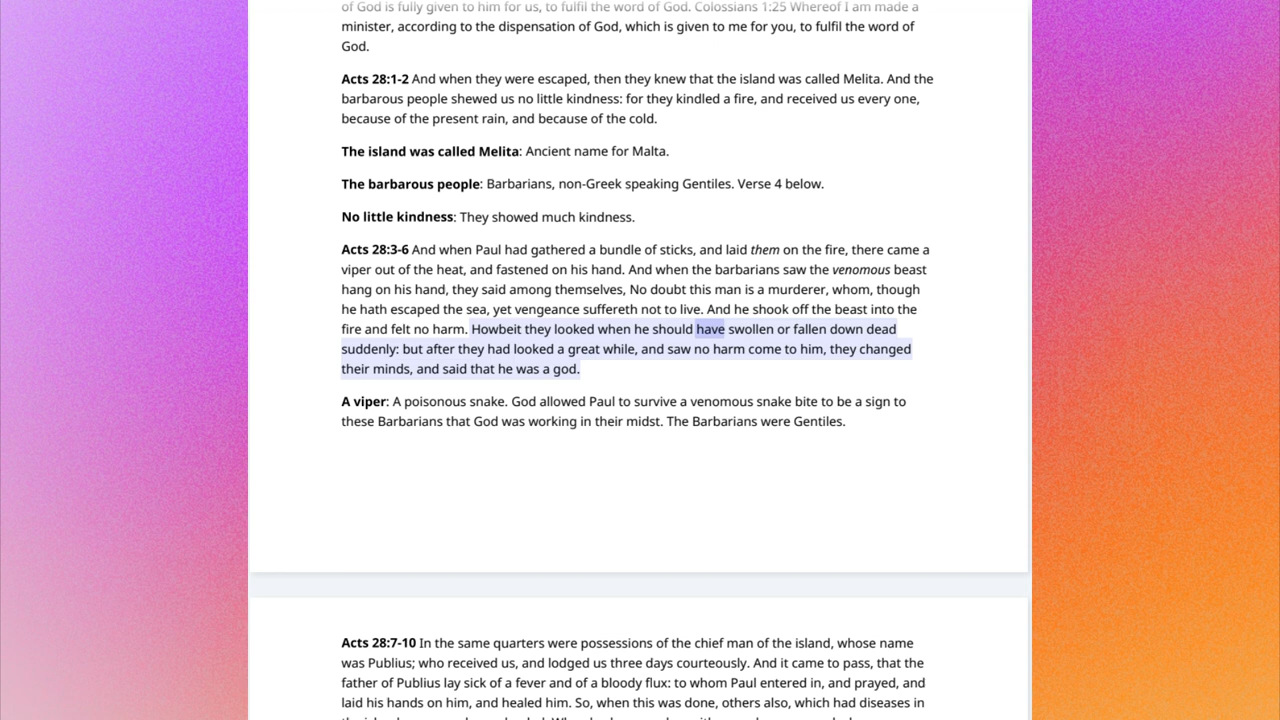 of God is fully given to him for us, to fulfil the word of God. Colossians 1:25 Whereof I am made a
minister, according to the dispensation of God, which is given to me for you, to fulfil the word of
God.
Acts 28:1-2 And when they were escaped, then they knew that the island was called Melita. And the
barbarous people shewed us no little kindness: for they kindled a fire, and received us every one,
because of the present rain, and because of the cold.
The island was called Melita: Ancient name for Malta.
The barbarous people: Barbarians, non-Greek speaking Gentiles. Verse 4 below.
No little kindness: They showed much kindness.
Acts 28:3-6 And when Paul had gathered a bundle of sticks, and laid them on the fire, there came a
viper out of the heat, and fastened on his hand. And when the barbarians saw the venomous beast
hang on his hand, they said among themselves, No doubt this man is a murderer, whom, though
he hath escaped the sea, yet vengeance suffereth not to live. And he shook off the beast into the
fire and felt no harm. Howbeit they looked when he should have swollen or fallen down dead
suddenly: but after they had looked a great while, and saw no harm come to him, they changed
their minds, and said that he was a god.
A viper: A poisonous snake. God allowed Paul to survive a venomous snake bite to be a sign to
these Barbarians that God was working in their midst. The Barbarians were Gentiles.
Acts 28:7-10 In the same quarters were possessions of the chief man of the island, whose name
was Publius; who received us, and lodged us three days courteously. And it came to pass, that the
father of Publius lay sick of a fever and of a bloody flux: to whom Paul entered in, and prayed, and
laid his hands on him, and healed him. So, when this was done, others also, which had diseases in